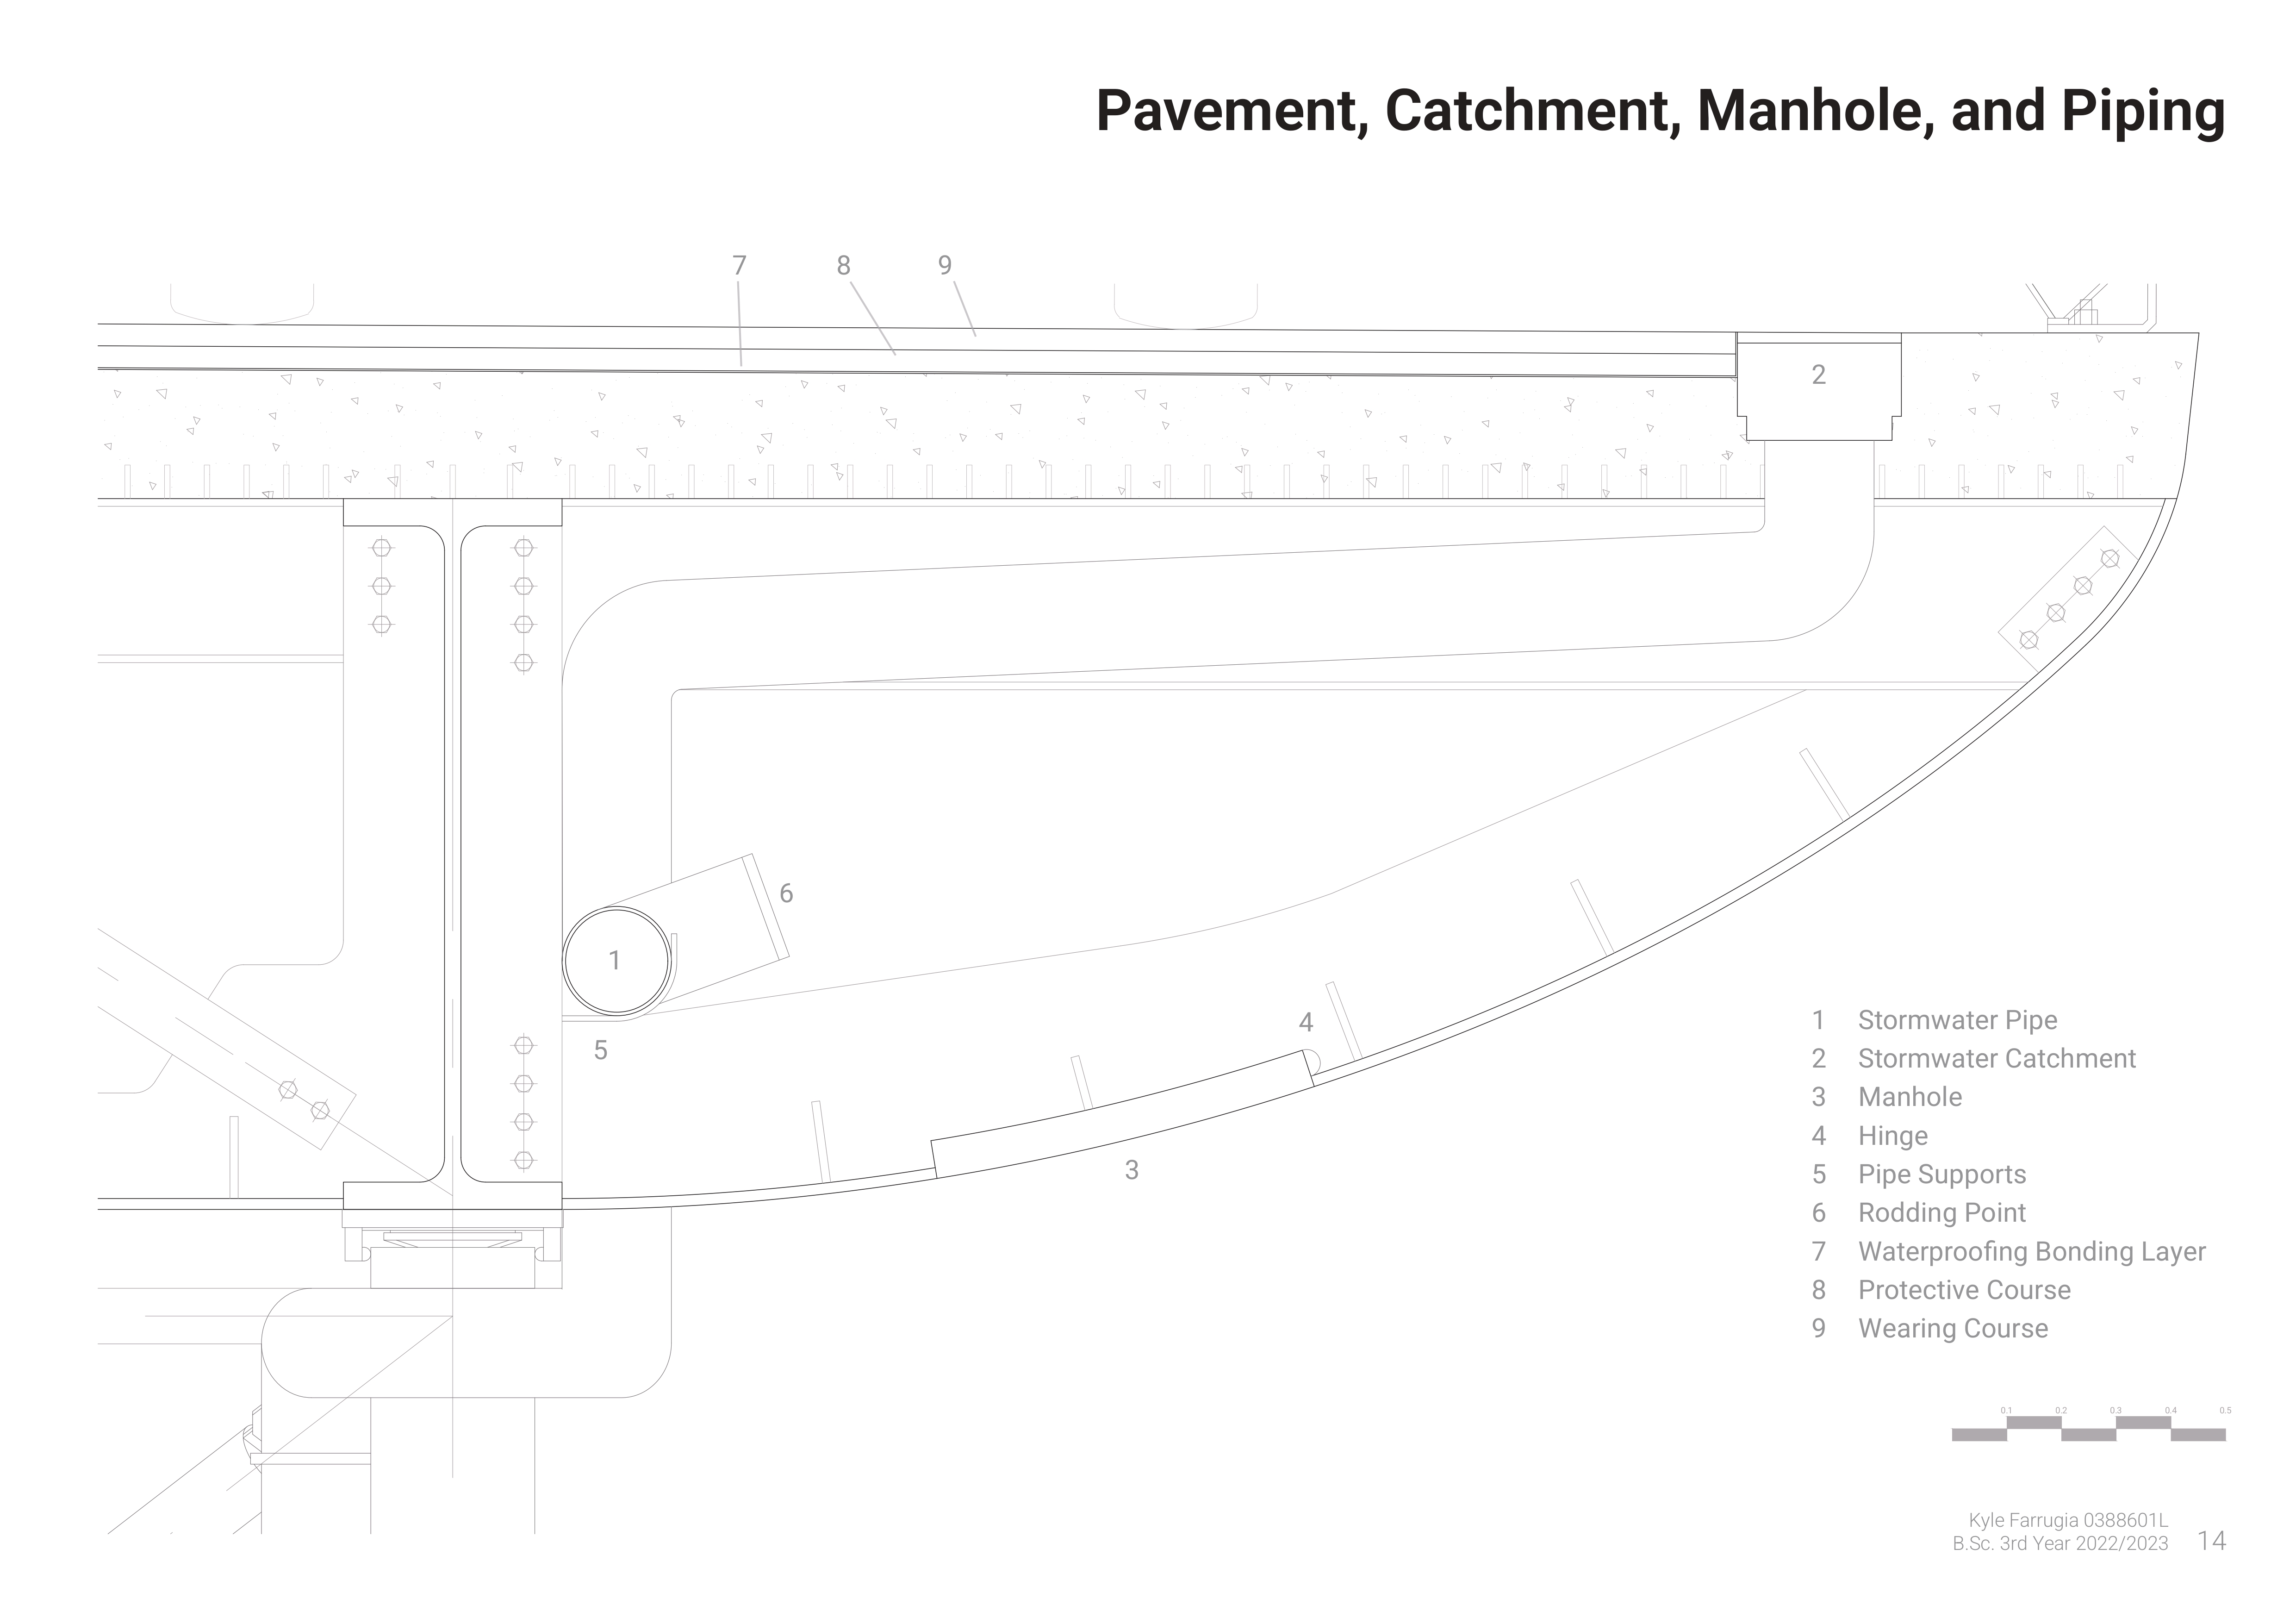 Pavement, Catchment, Manhole, and Piping
7 8 9
2
6
1
4
5
3
1 Stormwater Pipe
2 Stormwater Catchment
3 Manhole
4 Hinge
5 Pipe Supports
6 Rodding Point
7 Waterproofing Bonding Layer
8 Protective Course
9 Wearing Course
0.1 0.2 0.3 0.4 0.5
Kyle Farrugia 0388601L
B.Sc. 3rd Year 2022/2023 14